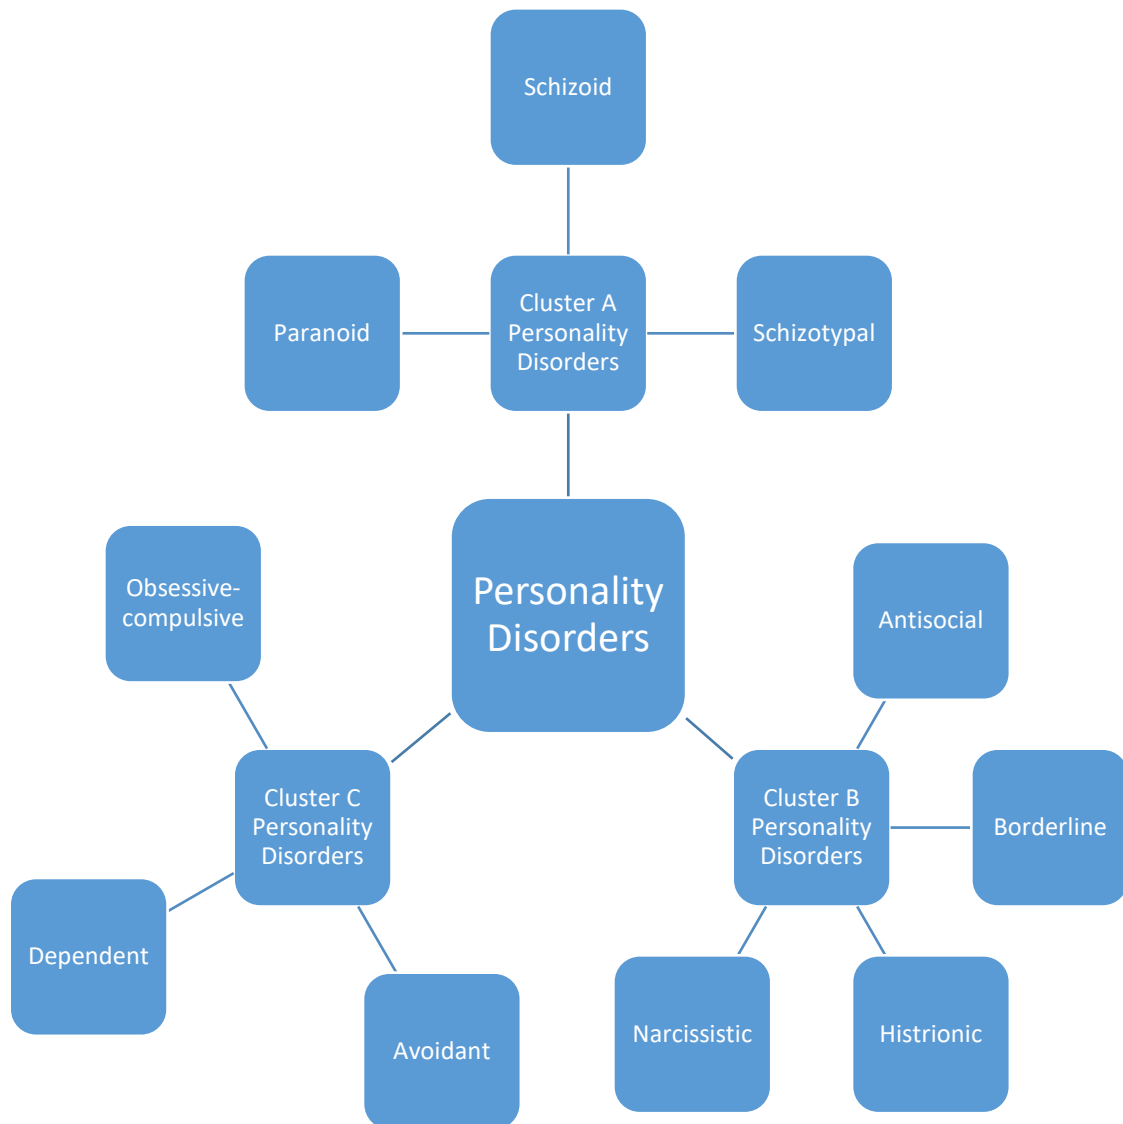 Schizoid
Paranoid
Cluster A
Personality
Disorders
Schizotypal
Personality
Disorders
Obsessive-
compulsive
Antisocial
Cluster C
Personality
Disorders
Cluster B
Personality
Disorders
Borderline
Dependent
Avoidant
Narcissistic
Histrionic